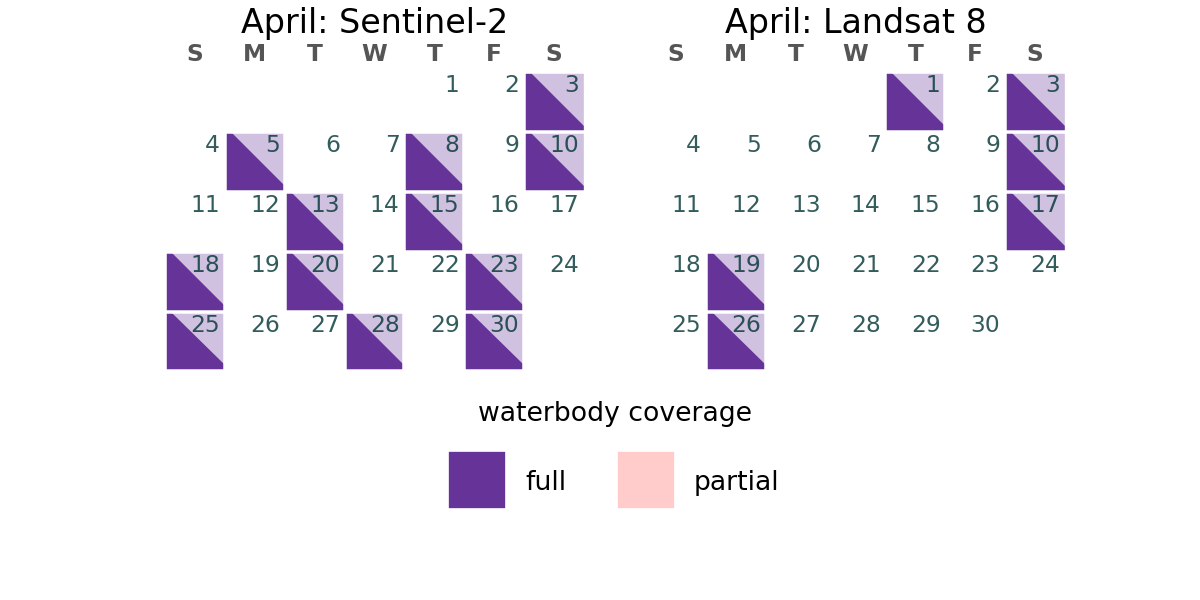 April: Sentinel-2
S M T W T F S
1 2 3
4 5 6 7 8 9 10
11 12 13 14 15 16 17
18 19 20 21 22 23 24
25 26 27 28 29 30
April: Landsat 8
S M T W T F S
1 2 3
4 5 6 7 8 9 10
11 12 13 14 15 16 17
18 19 20 21 22 23 24
25 26 27 28 29 30
waterbody coverage
full
partial